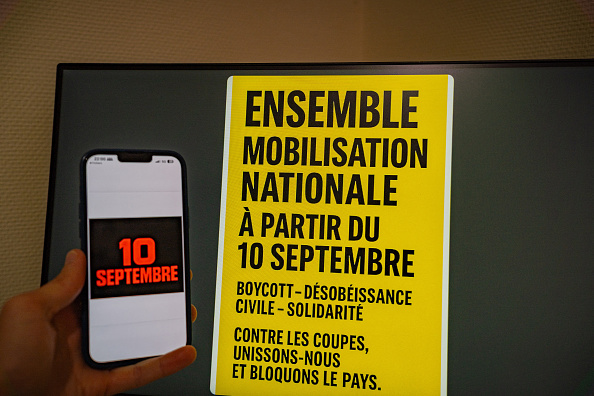 10
SEPTEMBRE
ENSEMBLE
MOBILISATION
NATIONALE
À PARTIR DU
10 SEPTEMBRE
BOYCOTT – DÉSOBÉISSANCE
CIVILE – SOLIDARITÉ
CONTRE LES COUPES,
UNISSONS-NOUS
ET BLOQUONS LE PAYS.